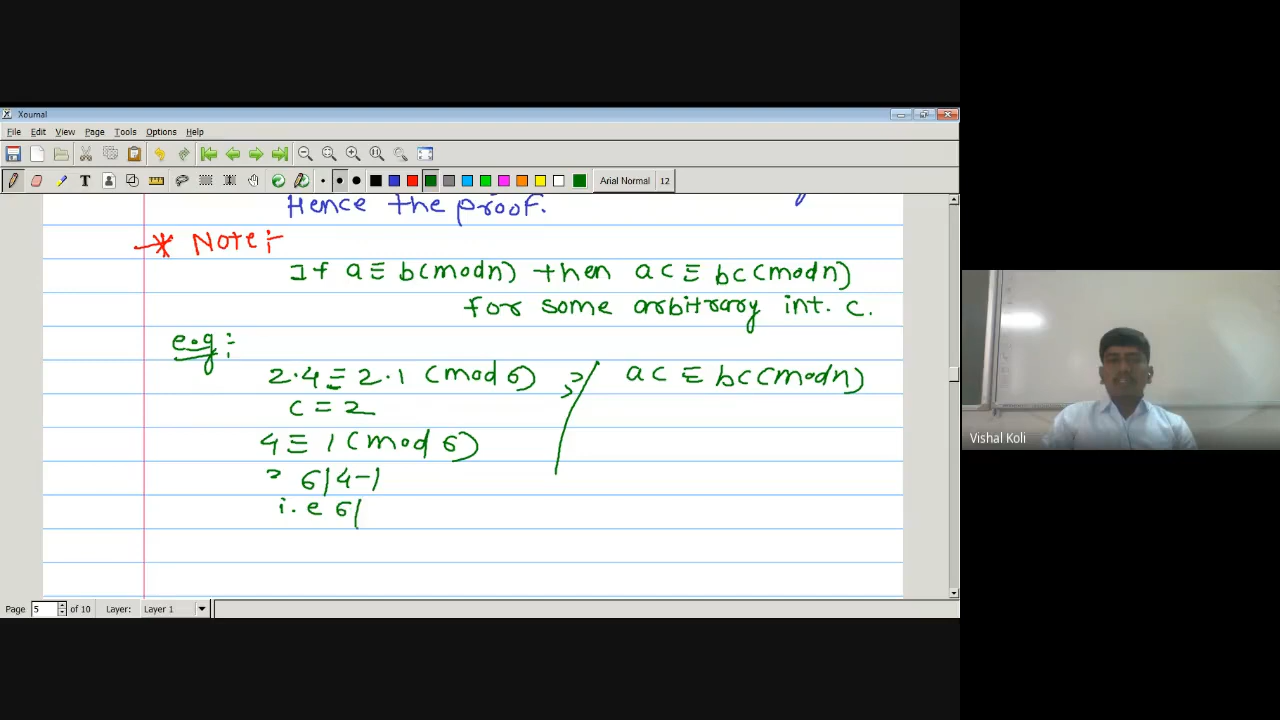 Xournal
File Edit View Page Tools Options Help
Arial Normal 12
Hence the proof.
* Note:-
If a ≡ b(mod n) then ac ≡ bc(mod n)
for some arbitrary int. c.
e.g:-
2·4 ≡ 2·1 (mod 6) ? ac ≡ bc(mod n)
c = 2
4 ≡ 1 (mod 6)
? 6|4-1
i.e 6|
Page 5 of 10 Layer: Layer 1
Vishal Koli